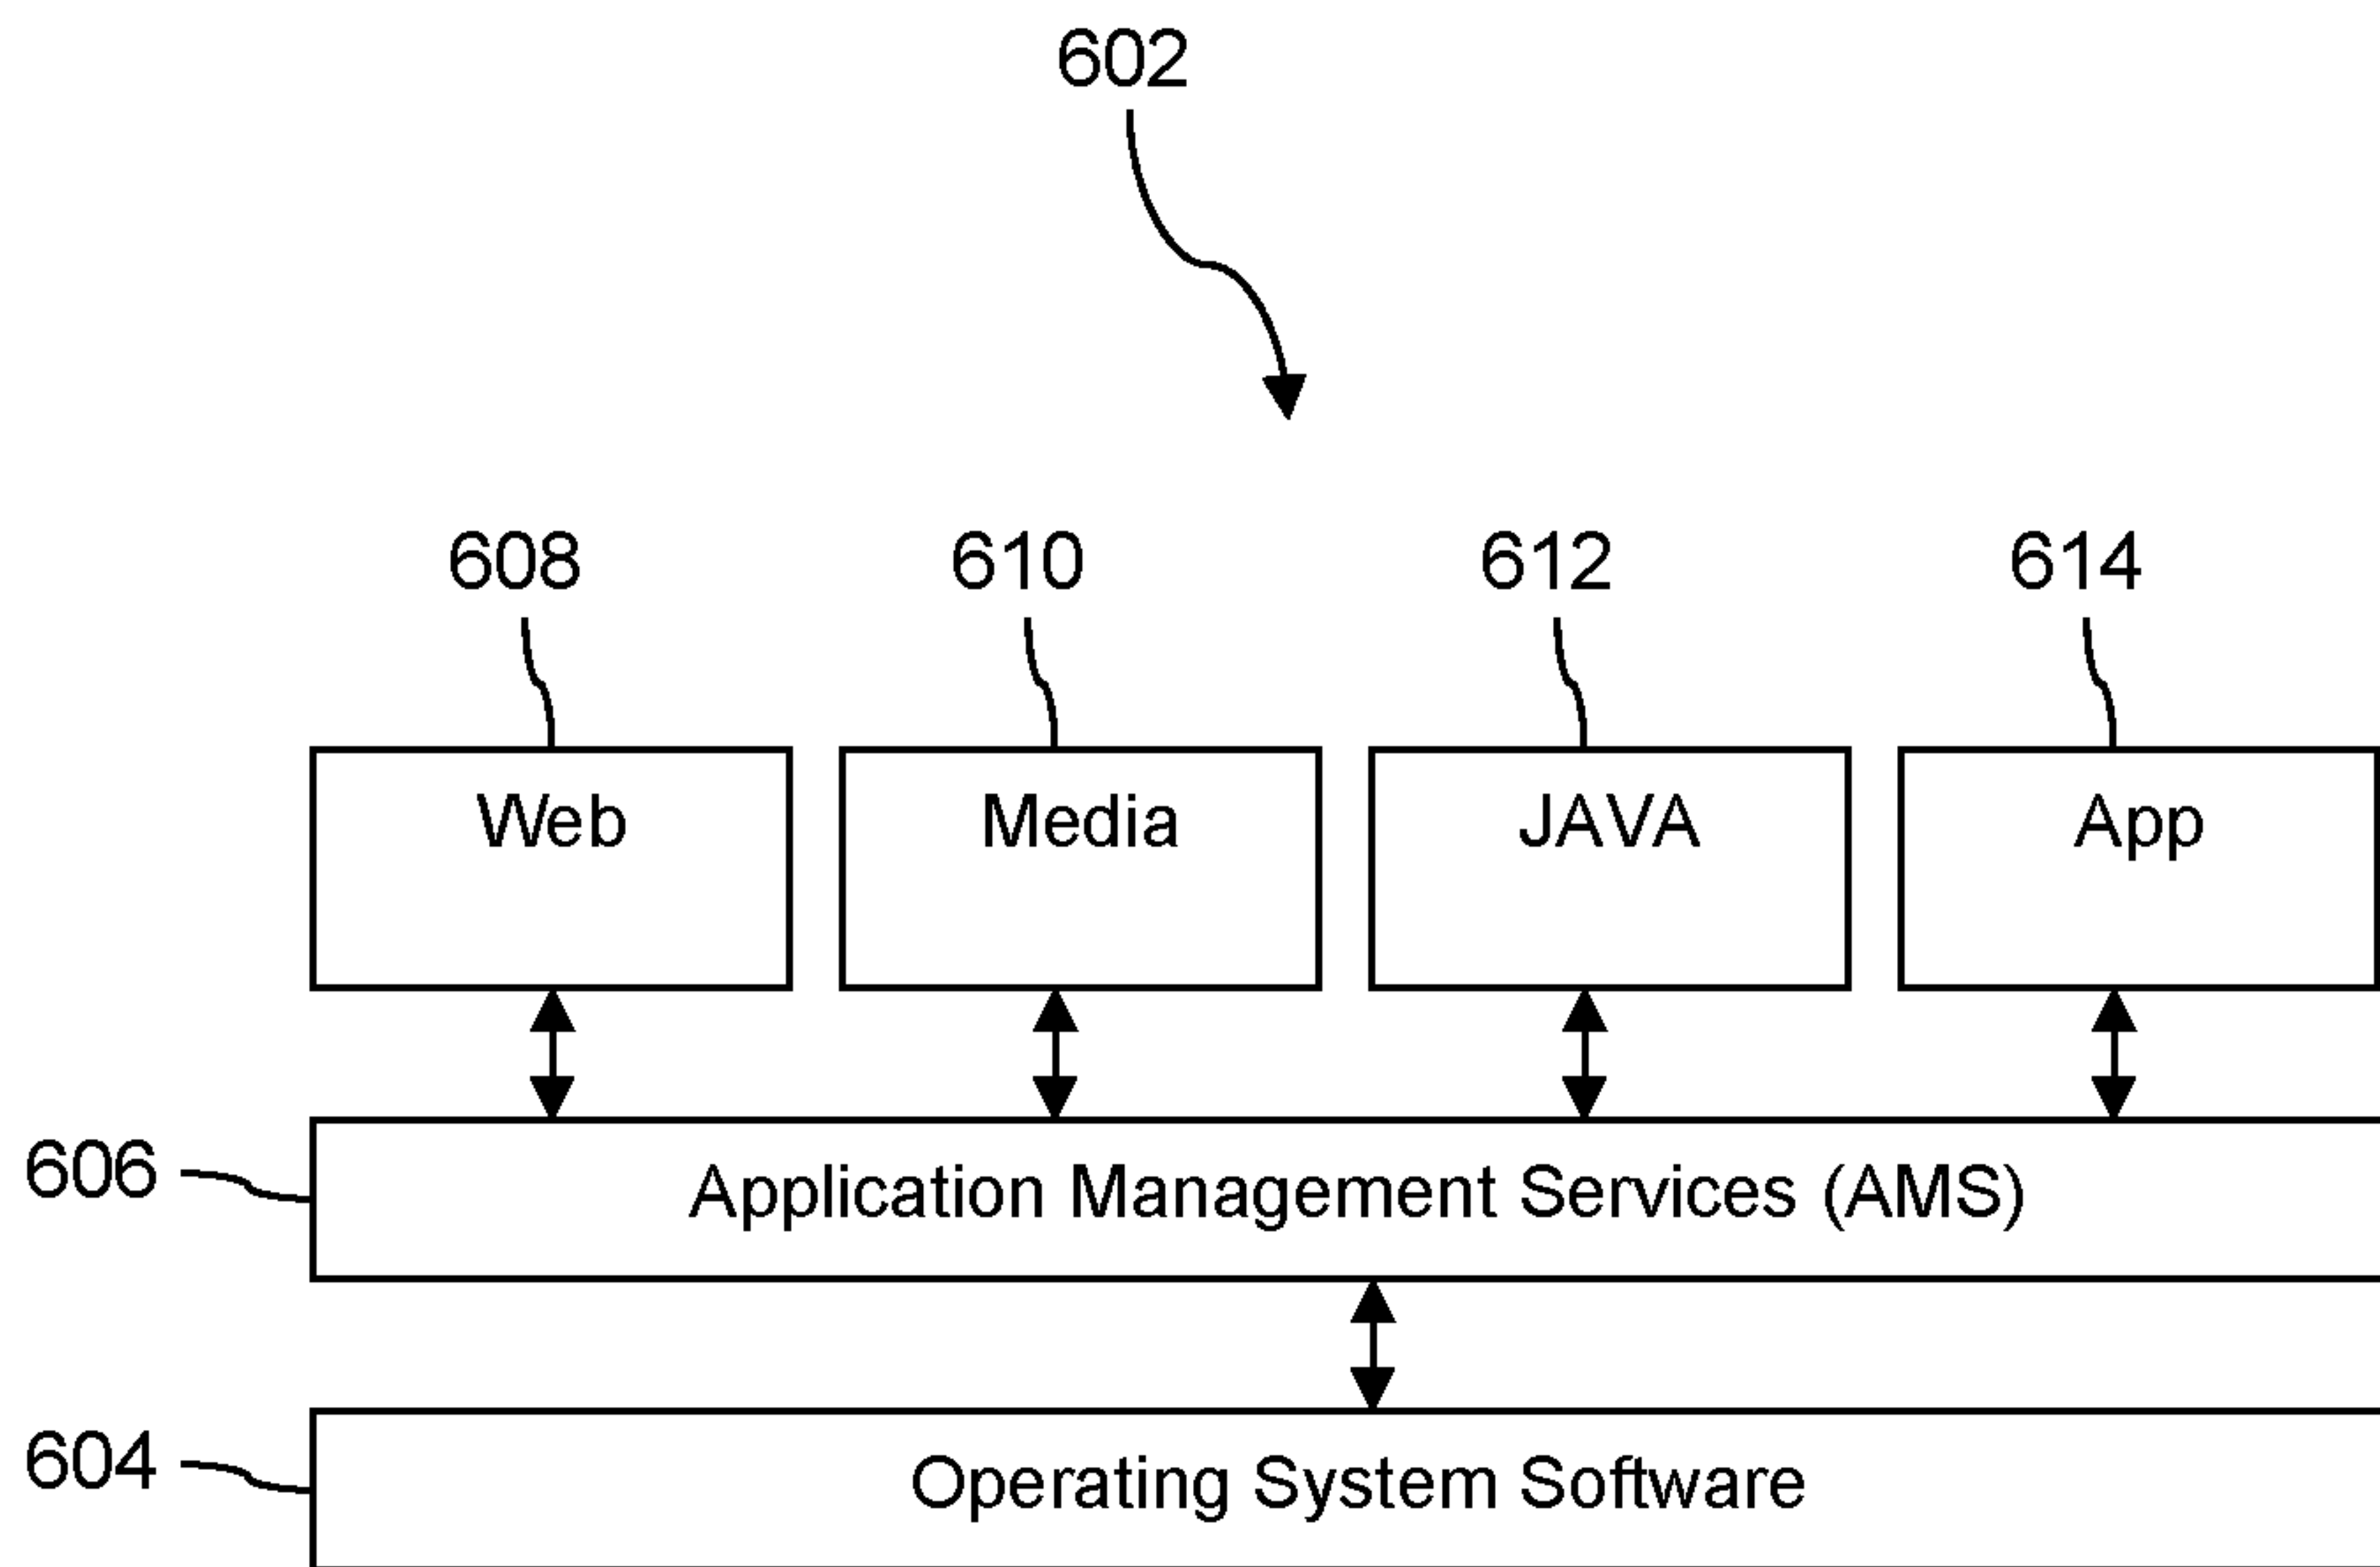 602
608 610 612 614
Web Media JAVA App
606 Application Management Services (AMS)
604 Operating System Software